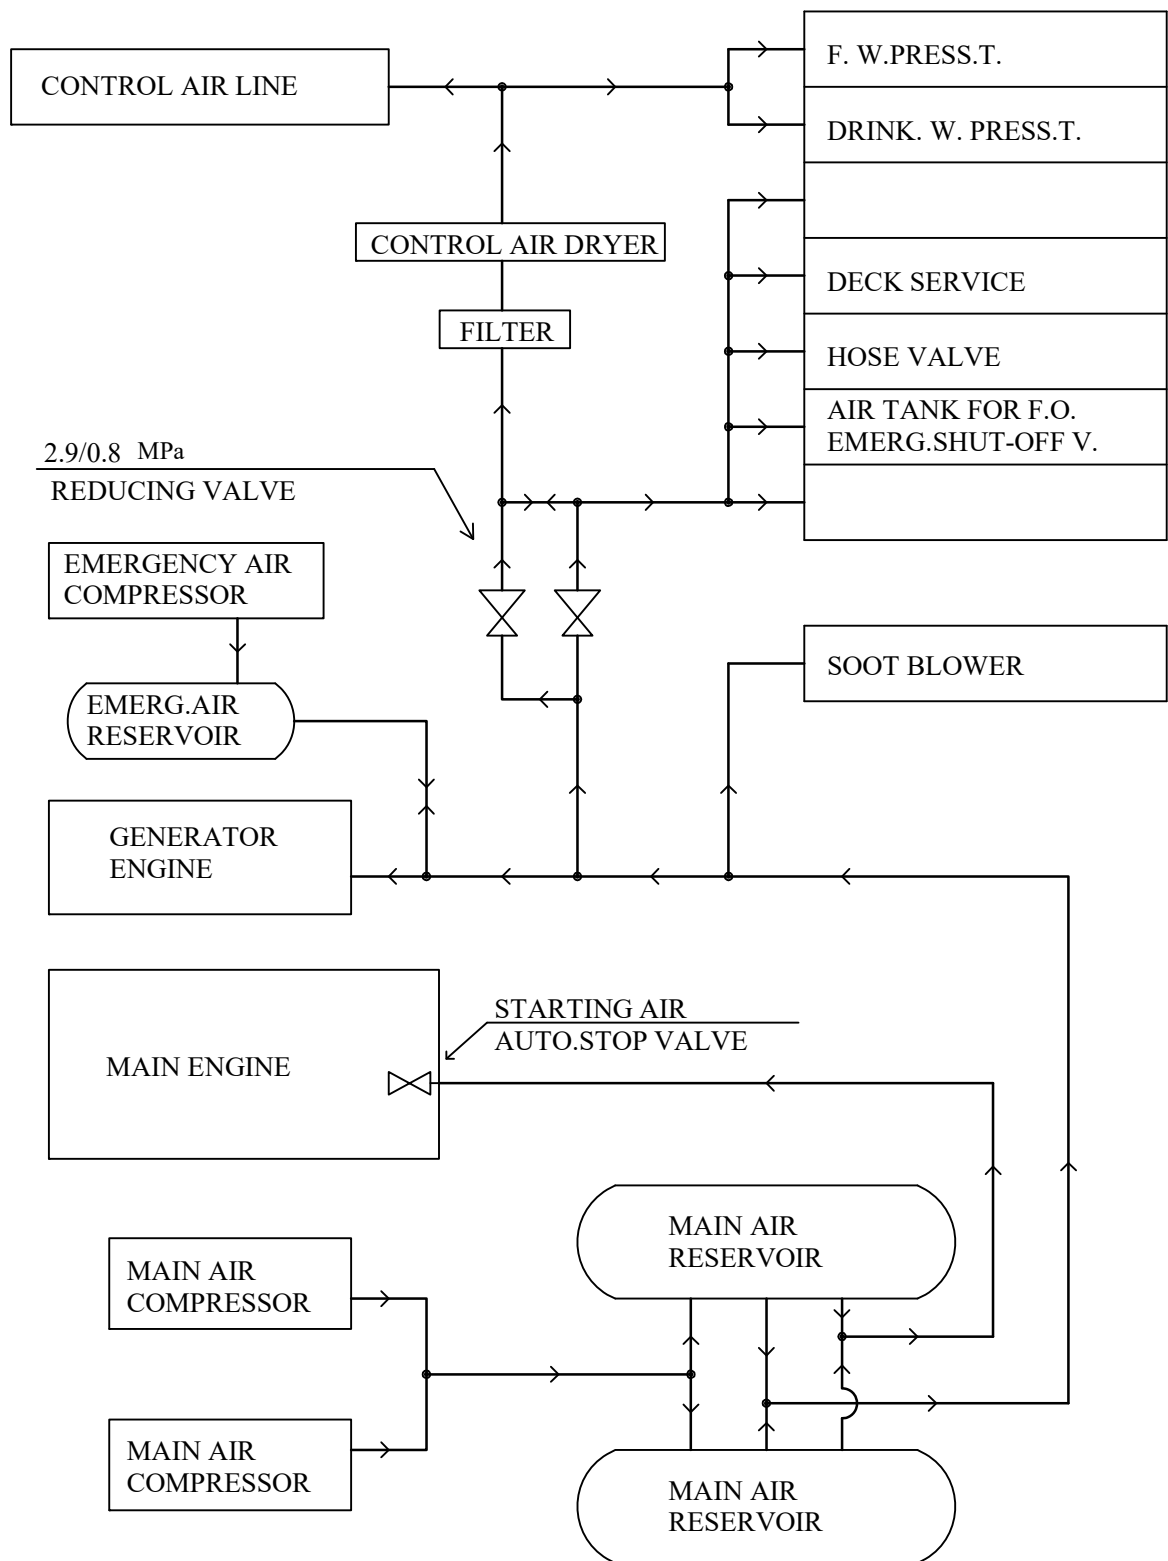 CONTROL AIR LINE
F. W.PRESS.T.
DRINK. W. PRESS.T.
CONTROL AIR DRYER
DECK SERVICE
FILTER
HOSE VALVE
AIR TANK FOR F.O.
EMERG.SHUT-OFF V.
2.9/0.8 MPa
REDUCING VALVE
EMERGENCY AIR
COMPRESSOR
SOOT BLOWER
EMERG.AIR
RESERVOIR
GENERATOR
ENGINE
STARTING AIR
AUTO.STOP VALVE
MAIN ENGINE
MAIN AIR
RESERVOIR
MAIN AIR
COMPRESSOR
MAIN AIR
COMPRESSOR
MAIN AIR
RESERVOIR